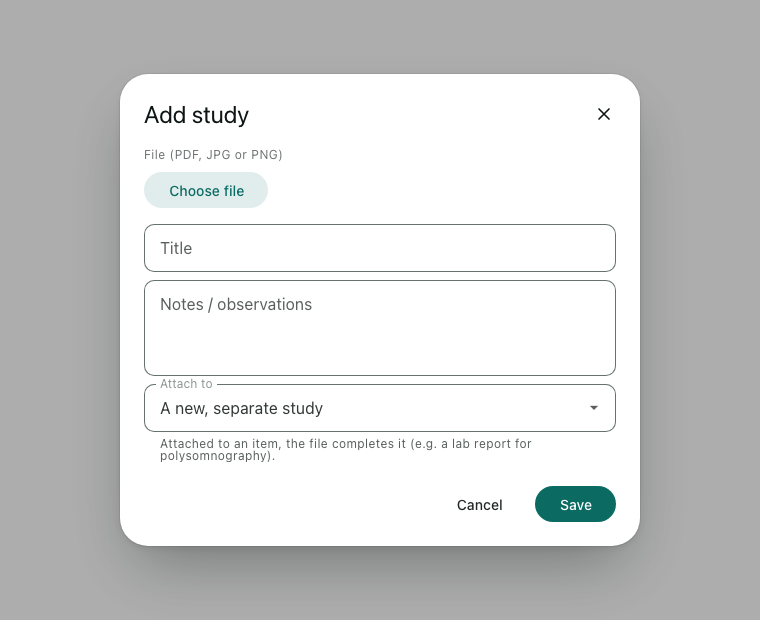 Add study
File (PDF, JPG or PNG)
Choose file
Title
Notes / observations
Attach to
A new, separate study
Attached to an item, the file completes it (e.g. a lab report for
polysomnography).
Cancel
Save